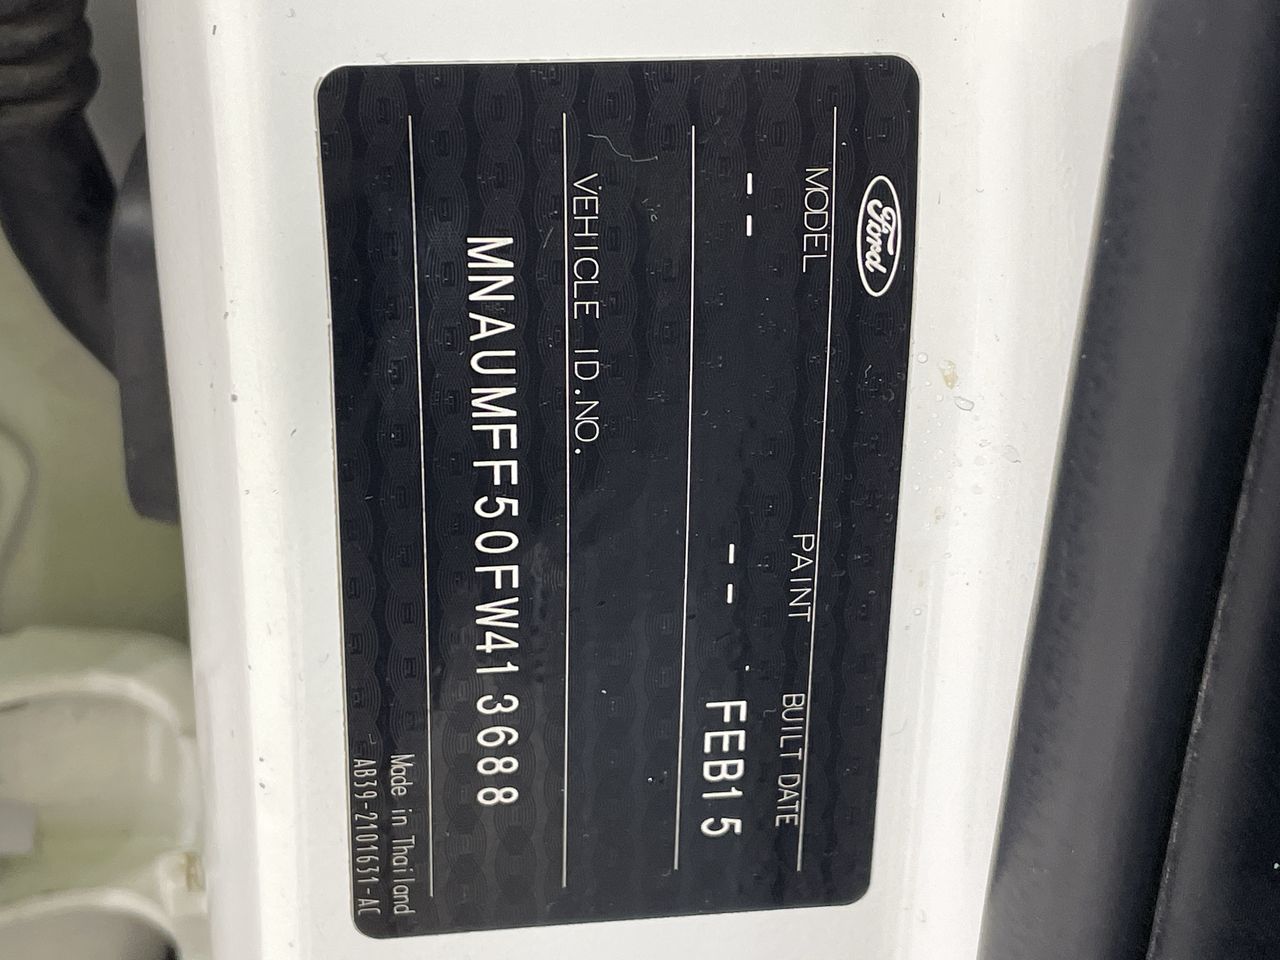 Ford
MODEL PAINT BUILT DATE
-- -- FEB15
VEHICLE ID.NO.
MNAUMFF50FW413688
Made in Thailand
AB39-2101631-AC